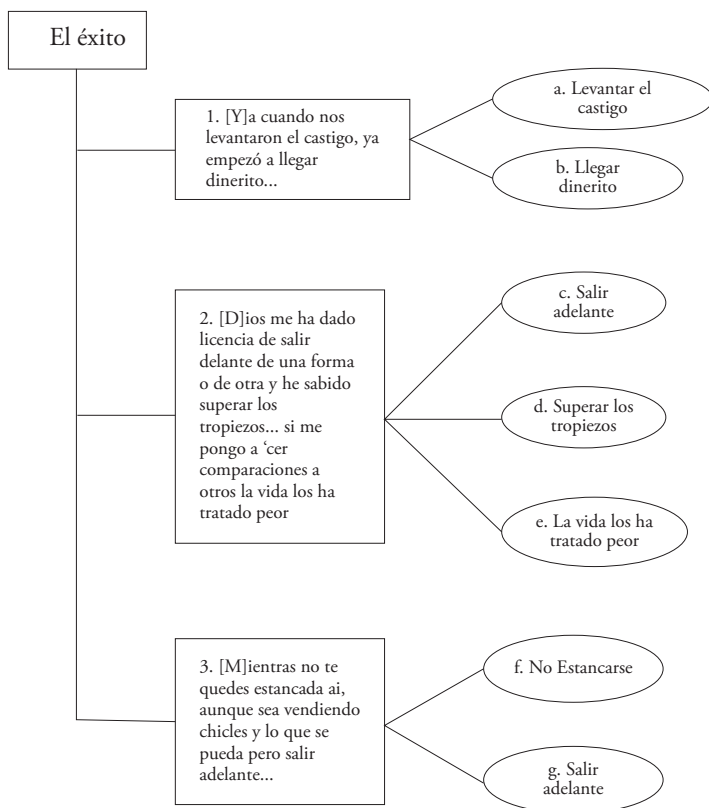 El éxito
1. [Y]a cuando nos
levantaron el castigo, ya
empezó a llegar
dinerito...
a. Levantar el
castigo
b. Llegar
dinerito
2. [D]ios me ha dado
licencia de salir
delante de una forma
o de otra y he sabido
superar los
tropiezos... si me
pongo a ‘cer
comparaciones a
otros la vida los ha
tratado peor
c. Salir
adelante
d. Superar los
tropiezos
e. La vida los ha
tratado peor
3. [M]ientras no te
quedes estancada ai,
aunque sea vendiendo
chicles y lo que se
pueda pero salir
adelante...
f. No Estancarse
g. Salir
adelante